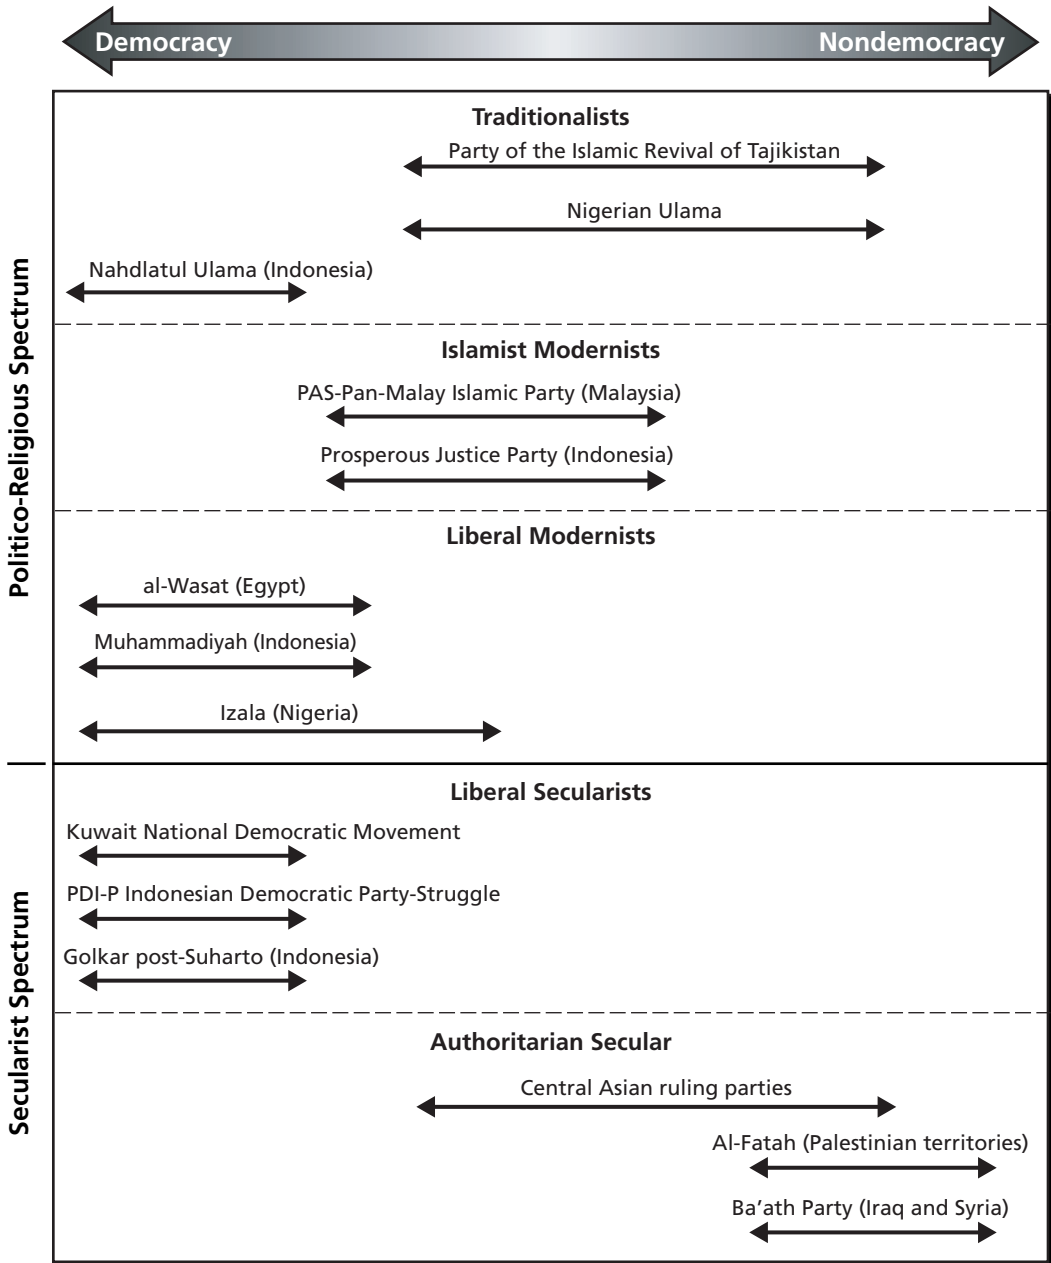 Democracy
Nondemocracy
Politico-Religious Spectrum
Traditionalists
Party of the Islamic Revival of Tajikistan
Nigerian Ulama
Nahdlatul Ulama (Indonesia)
Islamist Modernists
PAS-Pan-Malay Islamic Party (Malaysia)
Prosperous Justice Party (Indonesia)
Liberal Modernists
al-Wasat (Egypt)
Muhammadiyah (Indonesia)
Izala (Nigeria)
Secularist Spectrum
Liberal Secularists
Kuwait National Democratic Movement
PDI-P Indonesian Democratic Party-Struggle
Golkar post-Suharto (Indonesia)
Authoritarian Secular
Central Asian ruling parties
Al-Fatah (Palestinian territories)
Ba’ath Party (Iraq and Syria)